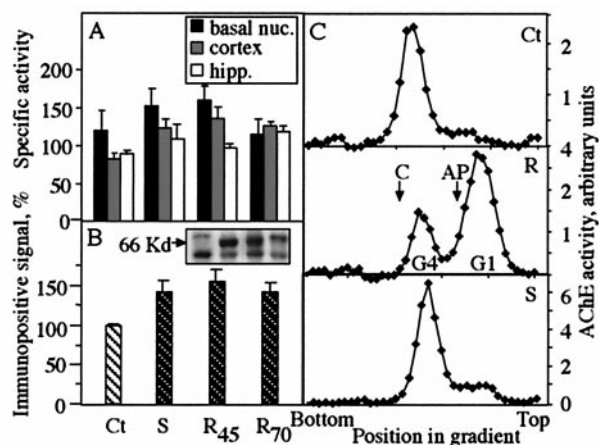 A
basal nuc.
cortex
hipp.
Specific activity
200
150
100
50
0
B
66 Kd
Immunopositive signal, %
150
100
50
0
Ct S R45 R70
C
Ct
2
1
0
4
R
C AP
2
1
0
G4 G1
S
6
4
2
0
AChE activity, arbitrary units
Bottom Top
Position in gradient